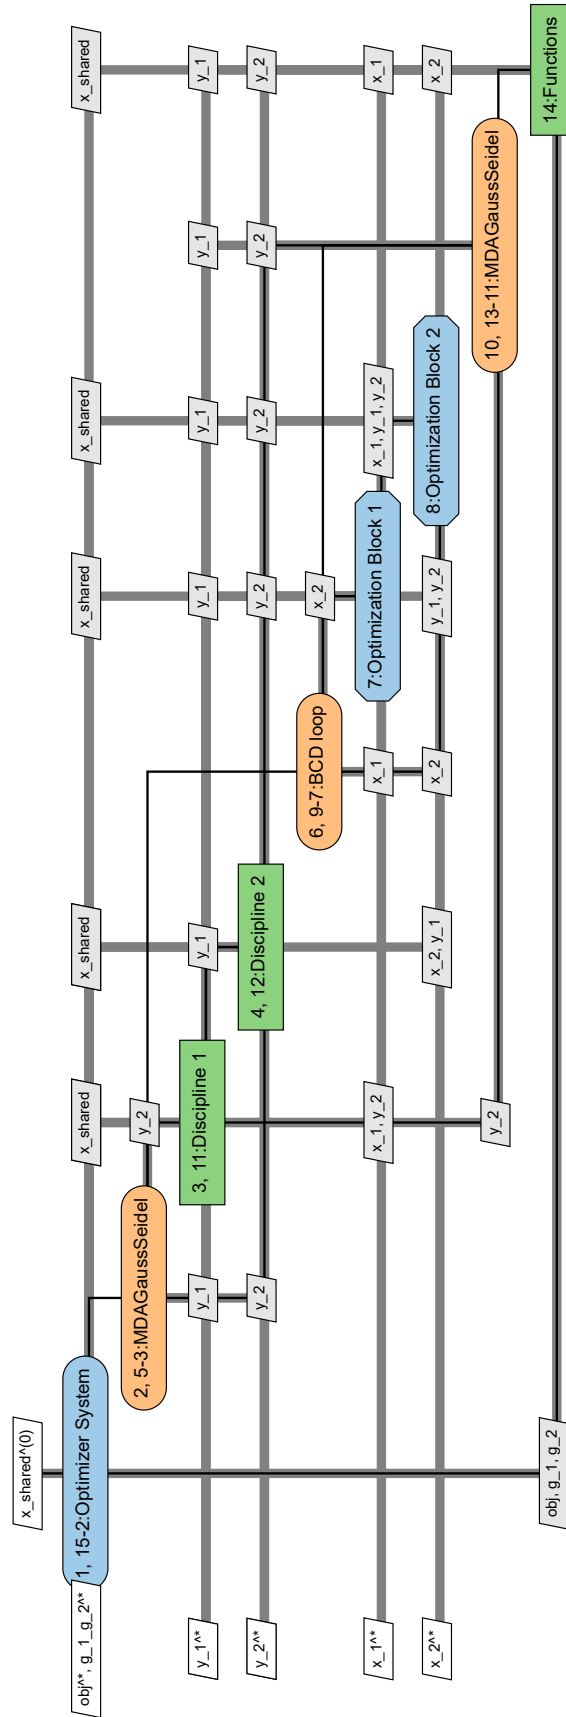 x_shared^(0)
obj^**, g_1_g_2^**
1, 15-2:Optimizer System
x_shared
x_shared
x_shared
x_shared
x_shared
2, 5-3:MDAGaussSeidel
y_2
y_1^**
y_1
3, 11:Discipline 1
y_1
y_1
y_1
y_1
y_1
y_2^**
y_2
4, 12:Discipline 2
y_2
y_2
y_2
y_2
6, 9-7:BCD loop
x_2
x_1^**
x_1, y_2
x_1
7:Optimization Block 1
x_1, y_1, y_2
x_1
x_2^**
x_2, y_1
x_2
y_1, y_2
8:Optimization Block 2
x_2
y_2
10, 13-11:MDAGaussSeidel
obj, g_1, g_2
14:Functions